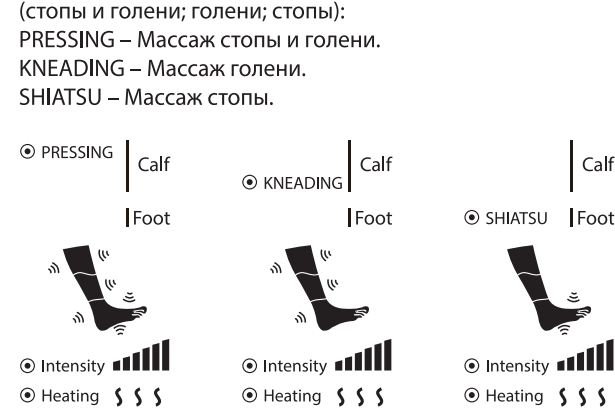 (стопы и голени; голени; стопы):
PRESSING – Массаж стопы и голени.
KNEADING – Массаж голени.
SHIATSU – Массаж стопы.
PRESSING
Calf
Foot
Intensity
Heating
KNEADING
Calf
Foot
Intensity
Heating
SHIATSU
Calf
Foot
Intensity
Heating